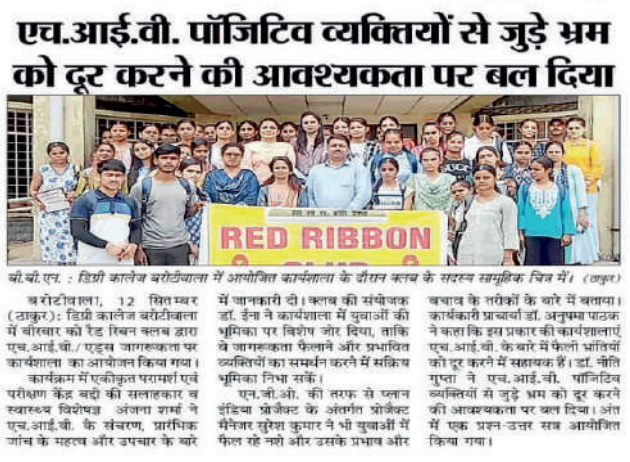 एच.आई.वी. पॉजिटिव व्यक्तियों से जुड़े भ्रम
को दूर करने की आवश्यकता पर बल दिया
RED RIBBON
CLUB
बी.बी.एन. : डिग्री कालेज बरोटीवाला में आयोजित कार्यशाला के दौरान क्लब के सदस्य सामूहिक चित्र में। (ठाकुर)
बरोटीवाला, 12 सितम्बर
(ठाकुर): डिग्री कालेज बरोटीवाला
में वीरवार को रैड रिबन क्लब द्वारा
एच.आई.वी./एड्स जागरूकता पर
कार्यशाला का आयोजन किया गया।
कार्यक्रम में एकीकृत परामर्श एवं
परीक्षण केंद्र बद्दी की सलाहकार व
स्वास्थ्य विशेषज्ञ अंजना शर्मा ने
एच.आई.वी. के संचरण, प्रारंभिक
जांच के महत्व और उपचार के बारे
में जानकारी दी। क्लब की संयोजक
डॉ. ईना ने कार्यशाला में युवाओं की
भूमिका पर विशेष जोर दिया, ताकि
वे जागरूकता फैलाने और प्रभावित
व्यक्तियों का समर्थन करने में सक्रिय
भूमिका निभा सकें।
एन.जी.ओ. की तरफ से प्लान
इंडिया प्रोजैक्ट के अंतर्गत प्रोजैक्ट
मैनेजर सुरेश कुमार ने भी युवाओं में
फैल रहे नशे और उसके प्रभाव और
बचाव के तरीकों के बारे में बताया।
कार्यकारी प्राचार्या डॉ. अनुपमा पाठक
ने कहा कि इस प्रकार की कार्यशालाएं
एच.आई.वी. के बारे में फैली भ्रांतियों
को दूर करने में सहायक हैं। डॉ. नीति
गुप्ता ने एच.आई.वी. पॉजिटिव
व्यक्तियों से जुड़े भ्रम को दूर करने
की आवश्यकता पर बल दिया। अंत
में एक प्रश्न-उत्तर सत्र आयोजित
किया गया।